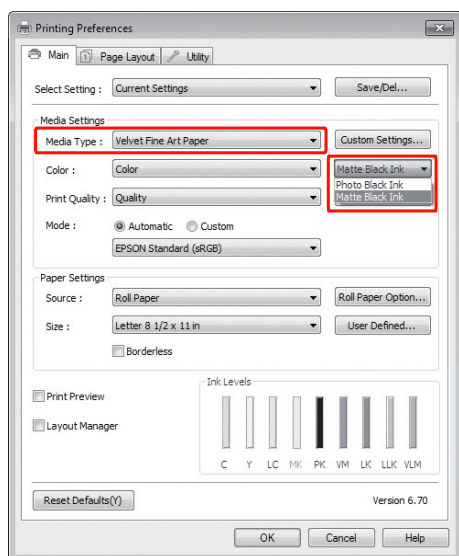 Printing Preferences
Main Page Layout Utility
Select Setting : Current Settings Save/Del...
Media Settings
Media Type : Velvet Fine Art Paper Custom Settings...
Color : Color Matte Black Ink
Photo Black Ink
Print Quality : Quality Matte Black Ink
Mode : Automatic Custom
EPSON Standard (sRGB)
Paper Settings
Source : Roll Paper Roll Paper Option...
Size : Letter 8 1/2 x 11 in User Defined...
Borderless
Ink Levels
Print Preview
Layout Manager
C Y LC MK PK VM LK LLK VLM
Reset Defaults(Y) Version 6.70
OK Cancel Help